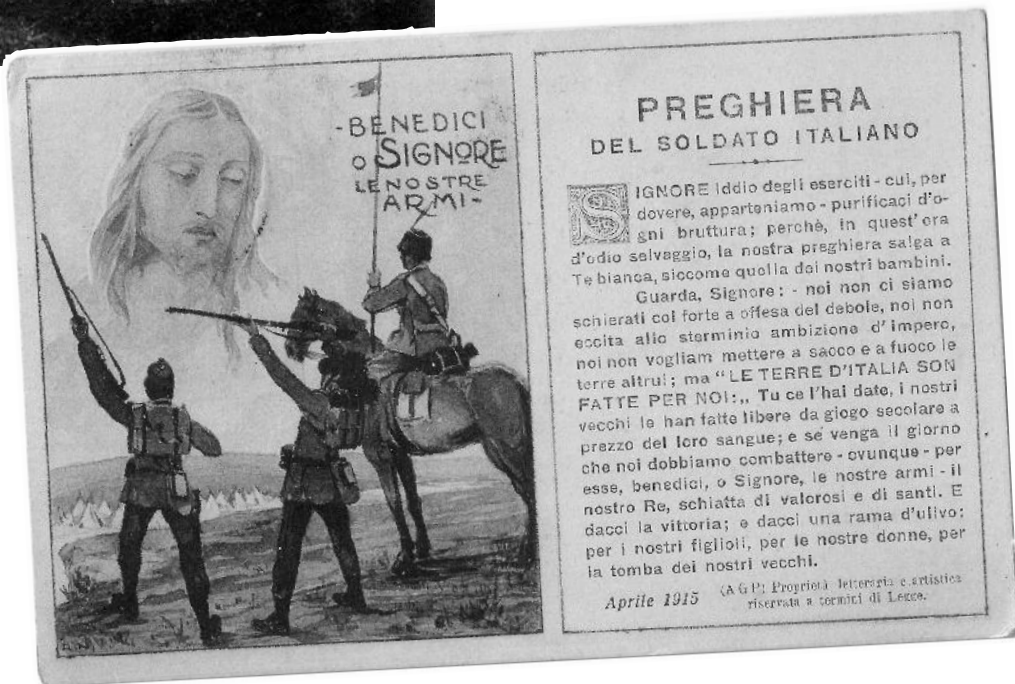 -BENEDICI
O SIGNORE
LE NOSTRE
ARMI-
PREGHIERA
DEL SOLDATO ITALIANO
SIGNORE Iddio degli eserciti - cui, per
dovere, apparteniamo - purificaci d'o-
gni bruttura; perchè, in quest'ora
d'odio selvaggio, la nostra preghiera salga a
Te bianca, siccome quella dei nostri bambini.
Guarda, Signore: - noi non ci siamo
schierati col forte a offesa del debole, noi non
eccita allo sterminio ambizione d'impero,
noi non vogliam mettere a sacco e a fuoco le
terre altrui; ma "LE TERRE D'ITALIA SON
FATTE PER NOI:„ Tu ce l'hai date, i nostri
vecchi le han fatte libere da giogo secolare a
prezzo del loro sangue; e se venga il giorno
che noi dobbiamo combattere - ovunque - per
esse, benedici, o Signore, le nostre armi - il
nostro Re, schiatta di valorosi e di santi. E
dacci la vittoria; e dacci una rama d'ulivo:
per i nostri figlioli, per le nostre donne, per
la tomba dei nostri vecchi.
Aprile 1915
(A G P) Proprietà letteraria e artistica
riservata a termini di Legge.